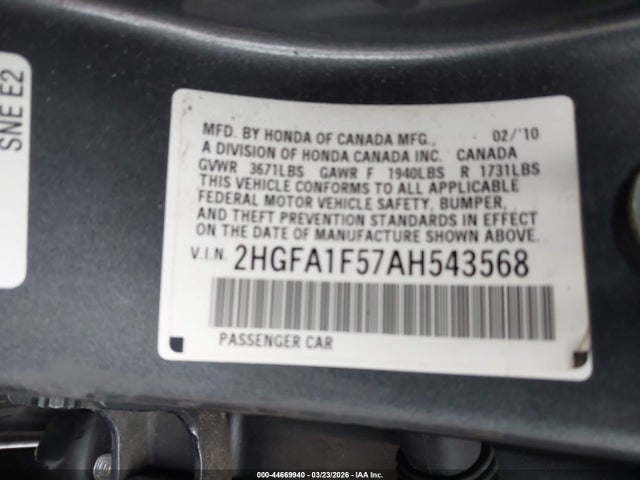 SNE E2
MFD. BY HONDA OF CANADA MFG., 02/'10
A DIVISION OF HONDA CANADA INC. CANADA
GVWR 3671LBS GAWR F 1940LBS R 1731LBS
THIS VEHICLE CONFORMS TO ALL APPLICABLE
FEDERAL MOTOR VEHICLE SAFETY, BUMPER,
AND THEFT PREVENTION STANDARDS IN EFFECT
ON THE DATE OF MANUFACTURE SHOWN ABOVE.
V.I.N. 2HGFA1F57AH543568
PASSENGER CAR
000-44669940 - 03/23/2026 - IAA Inc.